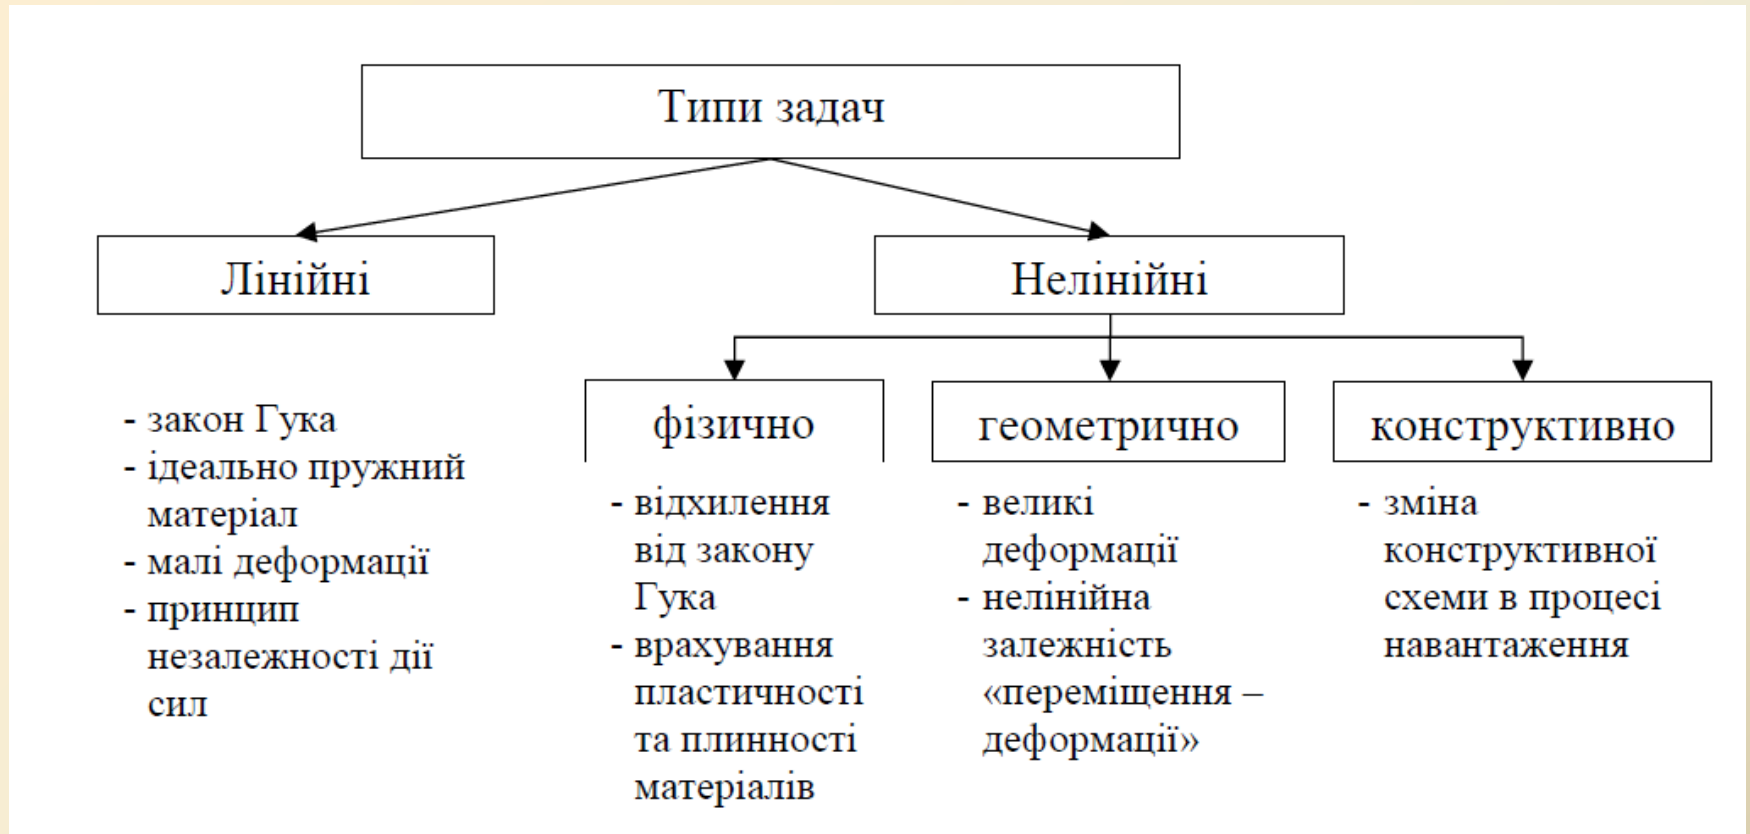 Типи задач
Лінійні
Нелінійні
- закон Гука
- ідеально пружний
матеріал
- малі деформації
- принцип
незалежності дії
сил
фізично
- відхилення
від закону
Гука
- врахування
пластичності
та плинності
матеріалів
геометрично
- великі
деформації
- нелінійна
залежність
«переміщення –
деформації»
конструктивно
- зміна
конструктивної
схеми в процесі
навантаження